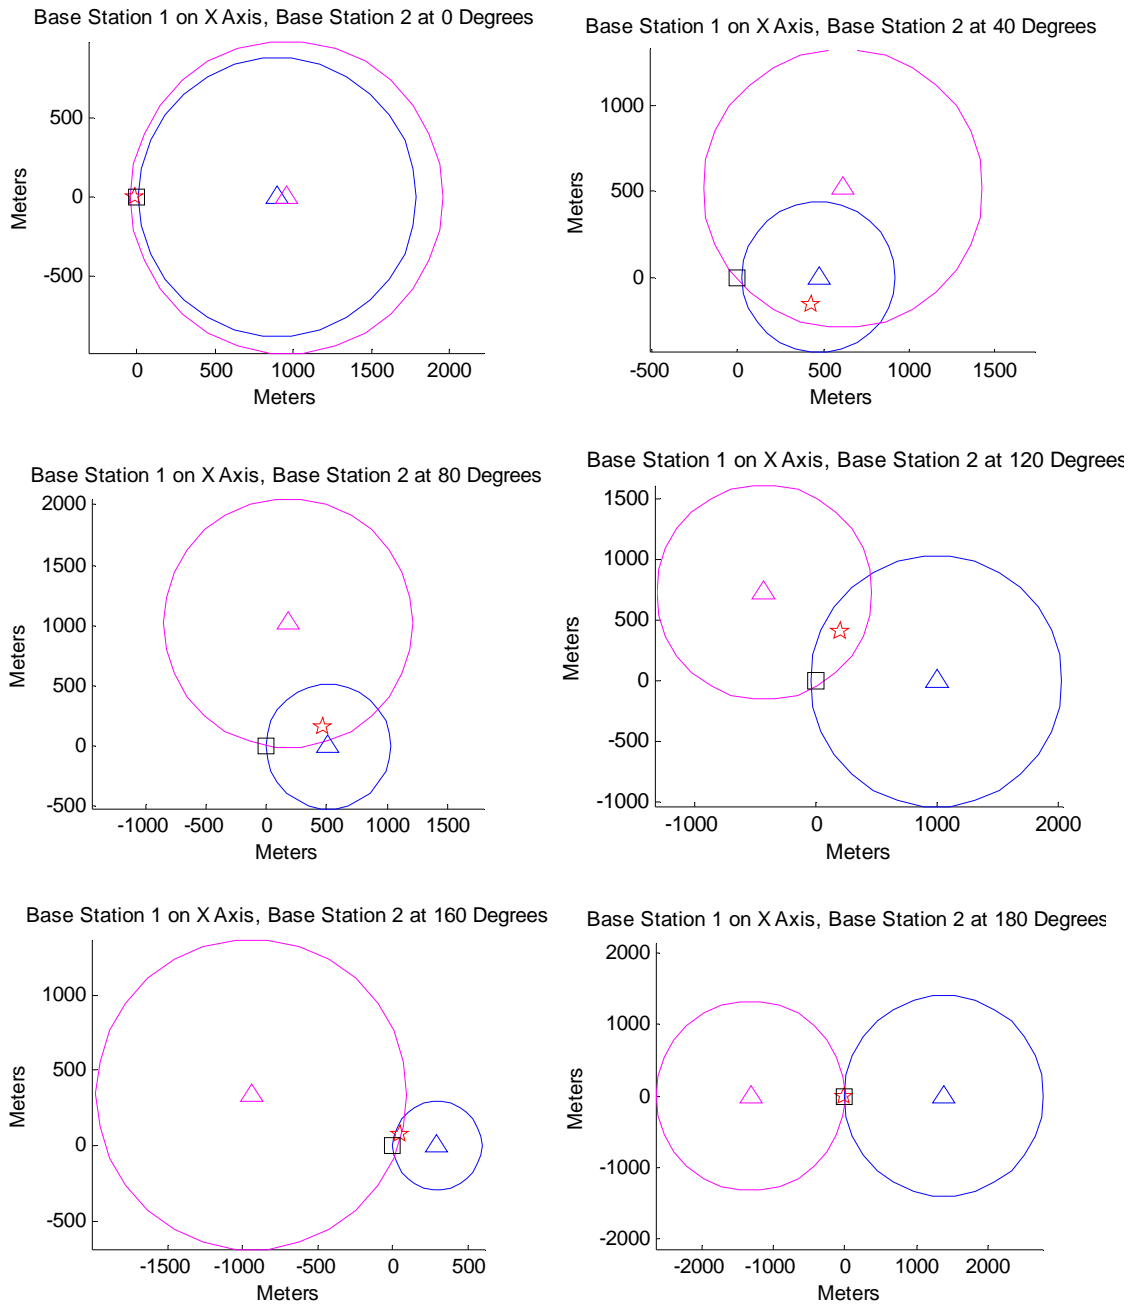 Base Station 1 on X Axis, Base Station 2 at 0 Degrees
500
0
-500
Meters
0 500 1000 1500 2000
Meters
Base Station 1 on X Axis, Base Station 2 at 40 Degrees
1000
500
0
Meters
-500 0 500 1000 1500
Meters
Base Station 1 on X Axis, Base Station 2 at 80 Degrees
2000
1500
1000
500
0
-500
Meters
-1000 -500 0 500 1000 1500
Meters
Base Station 1 on X Axis, Base Station 2 at 120 Degrees
1500
1000
500
0
-500
-1000
Meters
-1000 0 1000 2000
Meters
Base Station 1 on X Axis, Base Station 2 at 160 Degrees
1000
500
0
-500
Meters
-1500 -1000 -500 0 500
Meters
Base Station 1 on X Axis, Base Station 2 at 180 Degrees
2000
1000
0
-1000
-2000
Meters
-2000 -1000 0 1000 2000
Meters